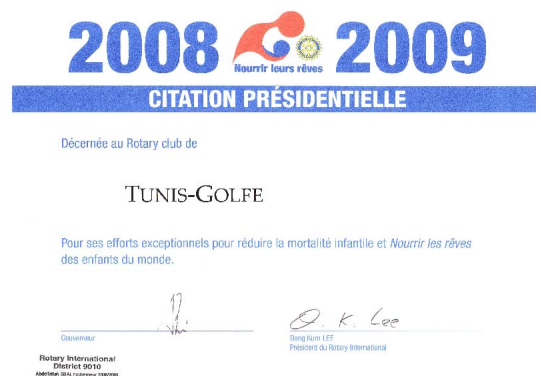 2008 2009
Nourrir leurs rêves
CITATION PRÉSIDENTIELLE
Décernée au Rotary club de
TUNIS-GOLFE
Pour ses efforts exceptionnels pour réduire la mortalité infantile et Nourrir les rêves
des enfants du monde.
D. K. Lee
Gouverneur
Dong Kurn LEE
Président du Rotary International
Rotary International
District 9010